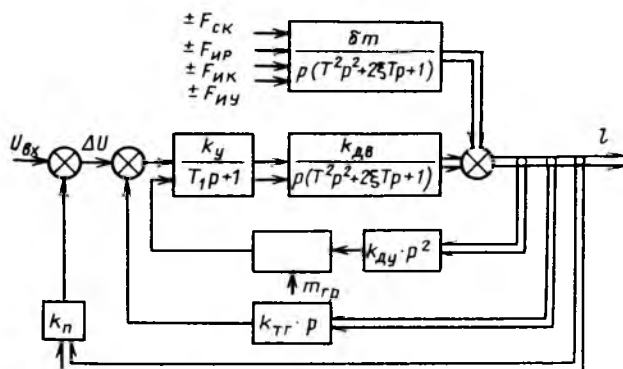 ± F_СК
± F_ИР
± F_ИК
± F_ИУ
δm
p(T²p²+2ξTp+1)
U_ВХ
ΔU
k_У
T₁p+1
k_ДВ
p(T²p²+2ξTp+1)
l
k_ДУ · p²
m_ГР
k_П
k_ТГ · p